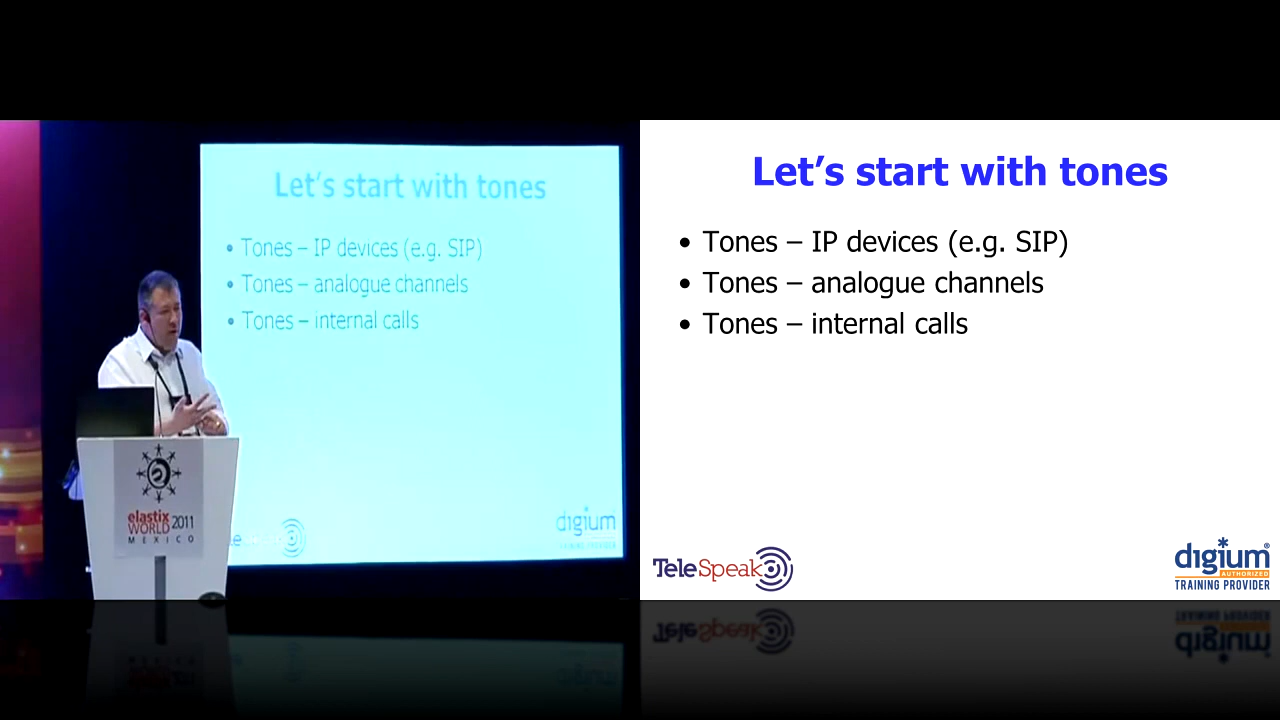 Let's start with tones
• Tones – IP devices (e.g. SIP)
• Tones – analogue channels
• Tones – internal calls
digium
TRAINING PROVIDER
elastix
WORLD 2011
MEXICO
Let’s start with tones
• Tones – IP devices (e.g. SIP)
• Tones – analogue channels
• Tones – internal calls
TeleSpeak
digium®
AUTHORIZED
TRAINING PROVIDER